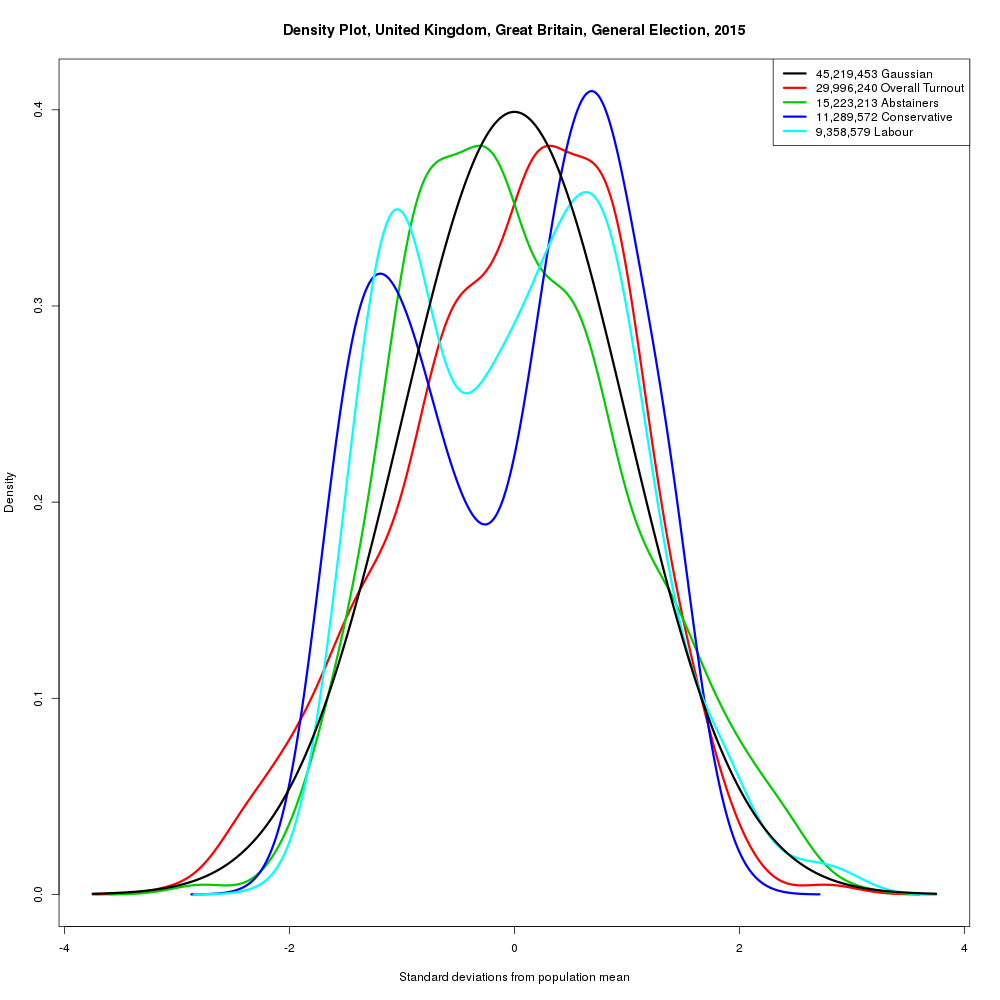 Density Plot, United Kingdom, Great Britain, General Election, 2015
45,219,453 Gaussian
29,996,240 Overall Turnout
15,223,213 Abstainers
11,289,572 Conservative
9,358,579 Labour
0.4
0.3
0.2
0.1
0.0
Density
-4 -2 0 2 4
Standard deviations from population mean